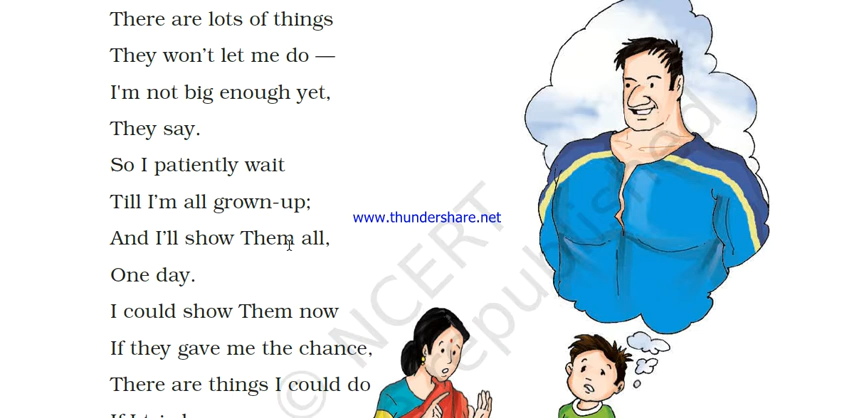 There are lots of things
They won't let me do —
I'm not big enough yet,
They say.
So I patiently wait
Till I'm all grown-up;
www.thundershare.net
And I'll show Them all,
One day.
I could show Them now
If they gave me the chance,
There are things I could do
© NCERT
republished